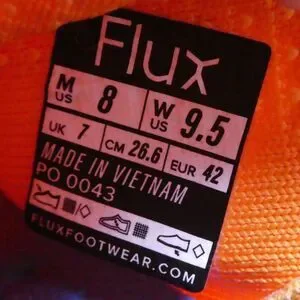 Flux
M US 8 W US 9.5
UK 7 CM 26.6 EUR 42
MADE IN VIETNAM
PO 0043
FLUXFOOTWEAR.COM